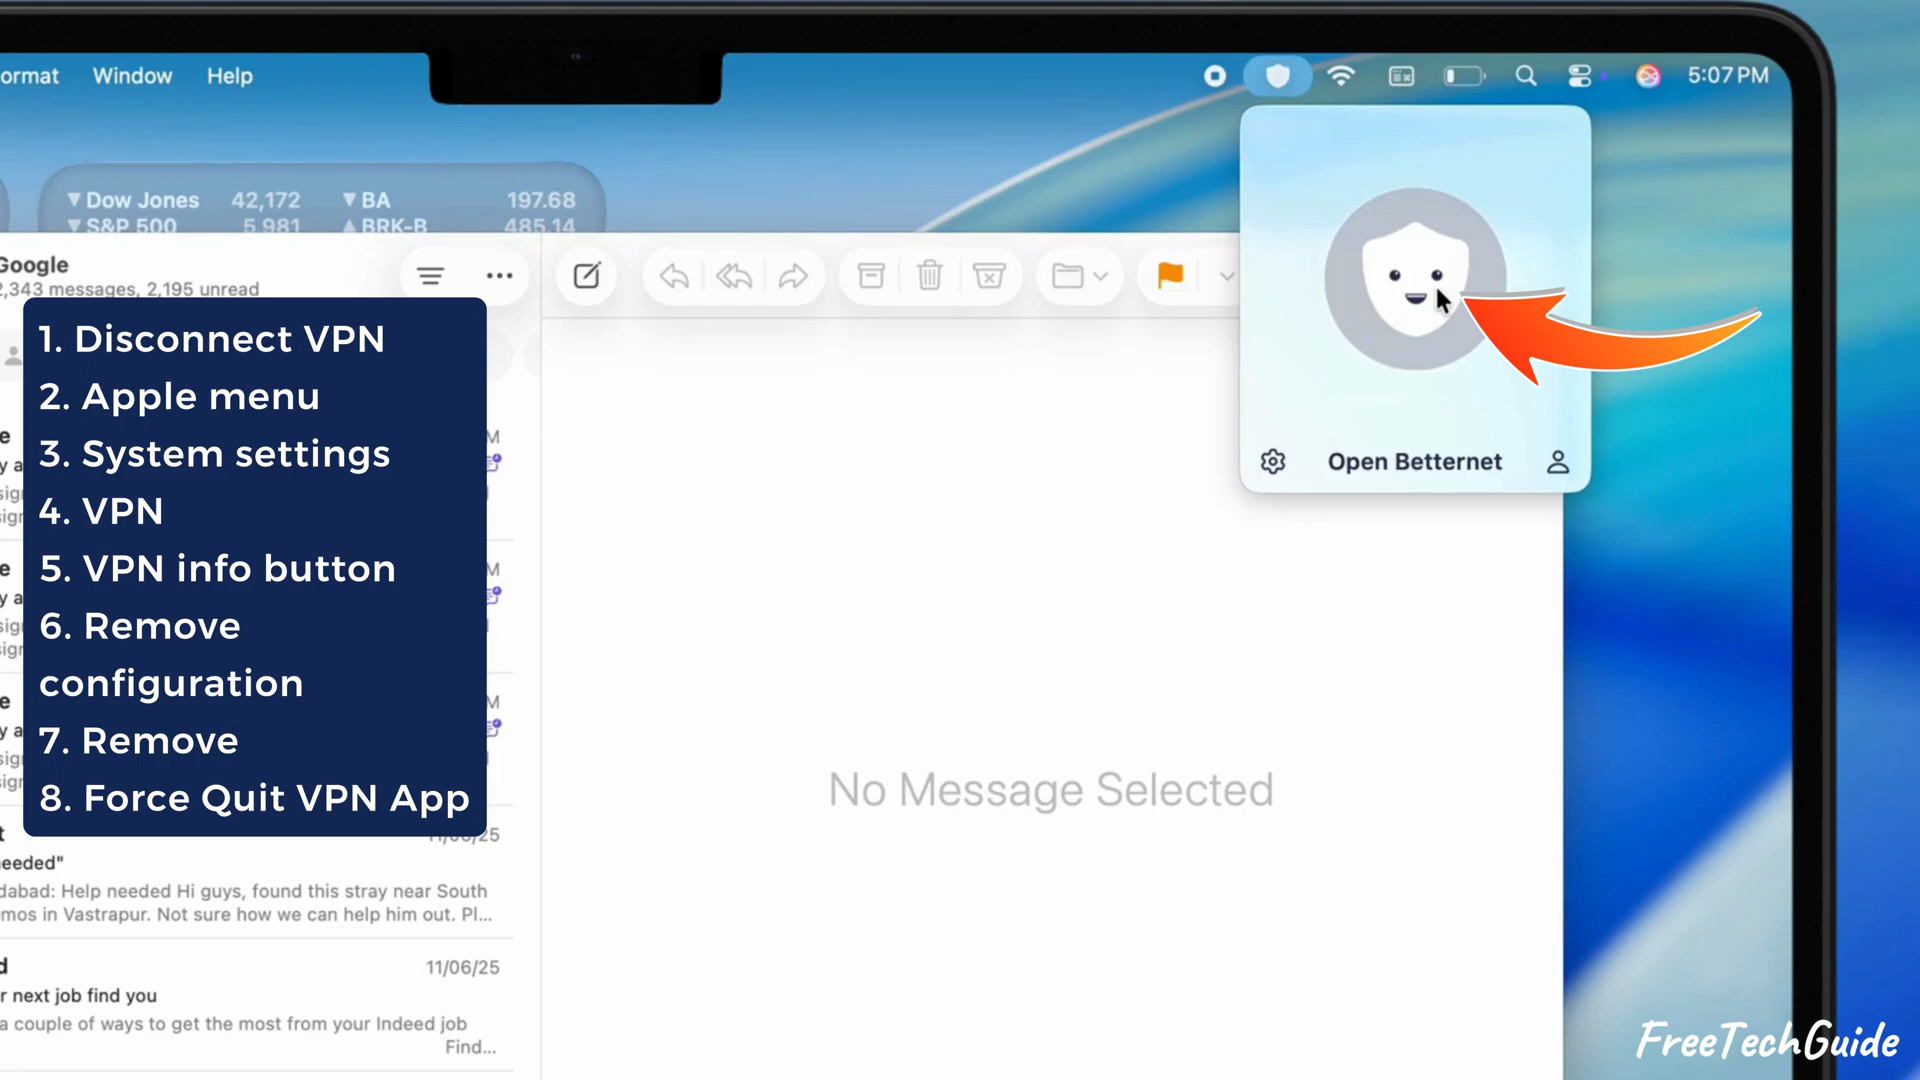 ormat Window Help
5:07 PM
▼ Dow Jones 42,172 ▼ BA 197.68
▼ S&P 500 5,981 ▲ BRK-B 485.14
Google
2,343 messages, 2,195 unread
1. Disconnect VPN
2. Apple menu
3. System settings
4. VPN
5. VPN info button
6. Remove
configuration
7. Remove
8. Force Quit VPN App
Open Betternet
No Message Selected
eeded"
dabad: Help needed Hi guys, found this stray near South
mos in Vastrapur. Not sure how we can help him out. Pl...
d 11/06/25
r next job find you
a couple of ways to get the most from your Indeed job
Find...
FreeTechGuide